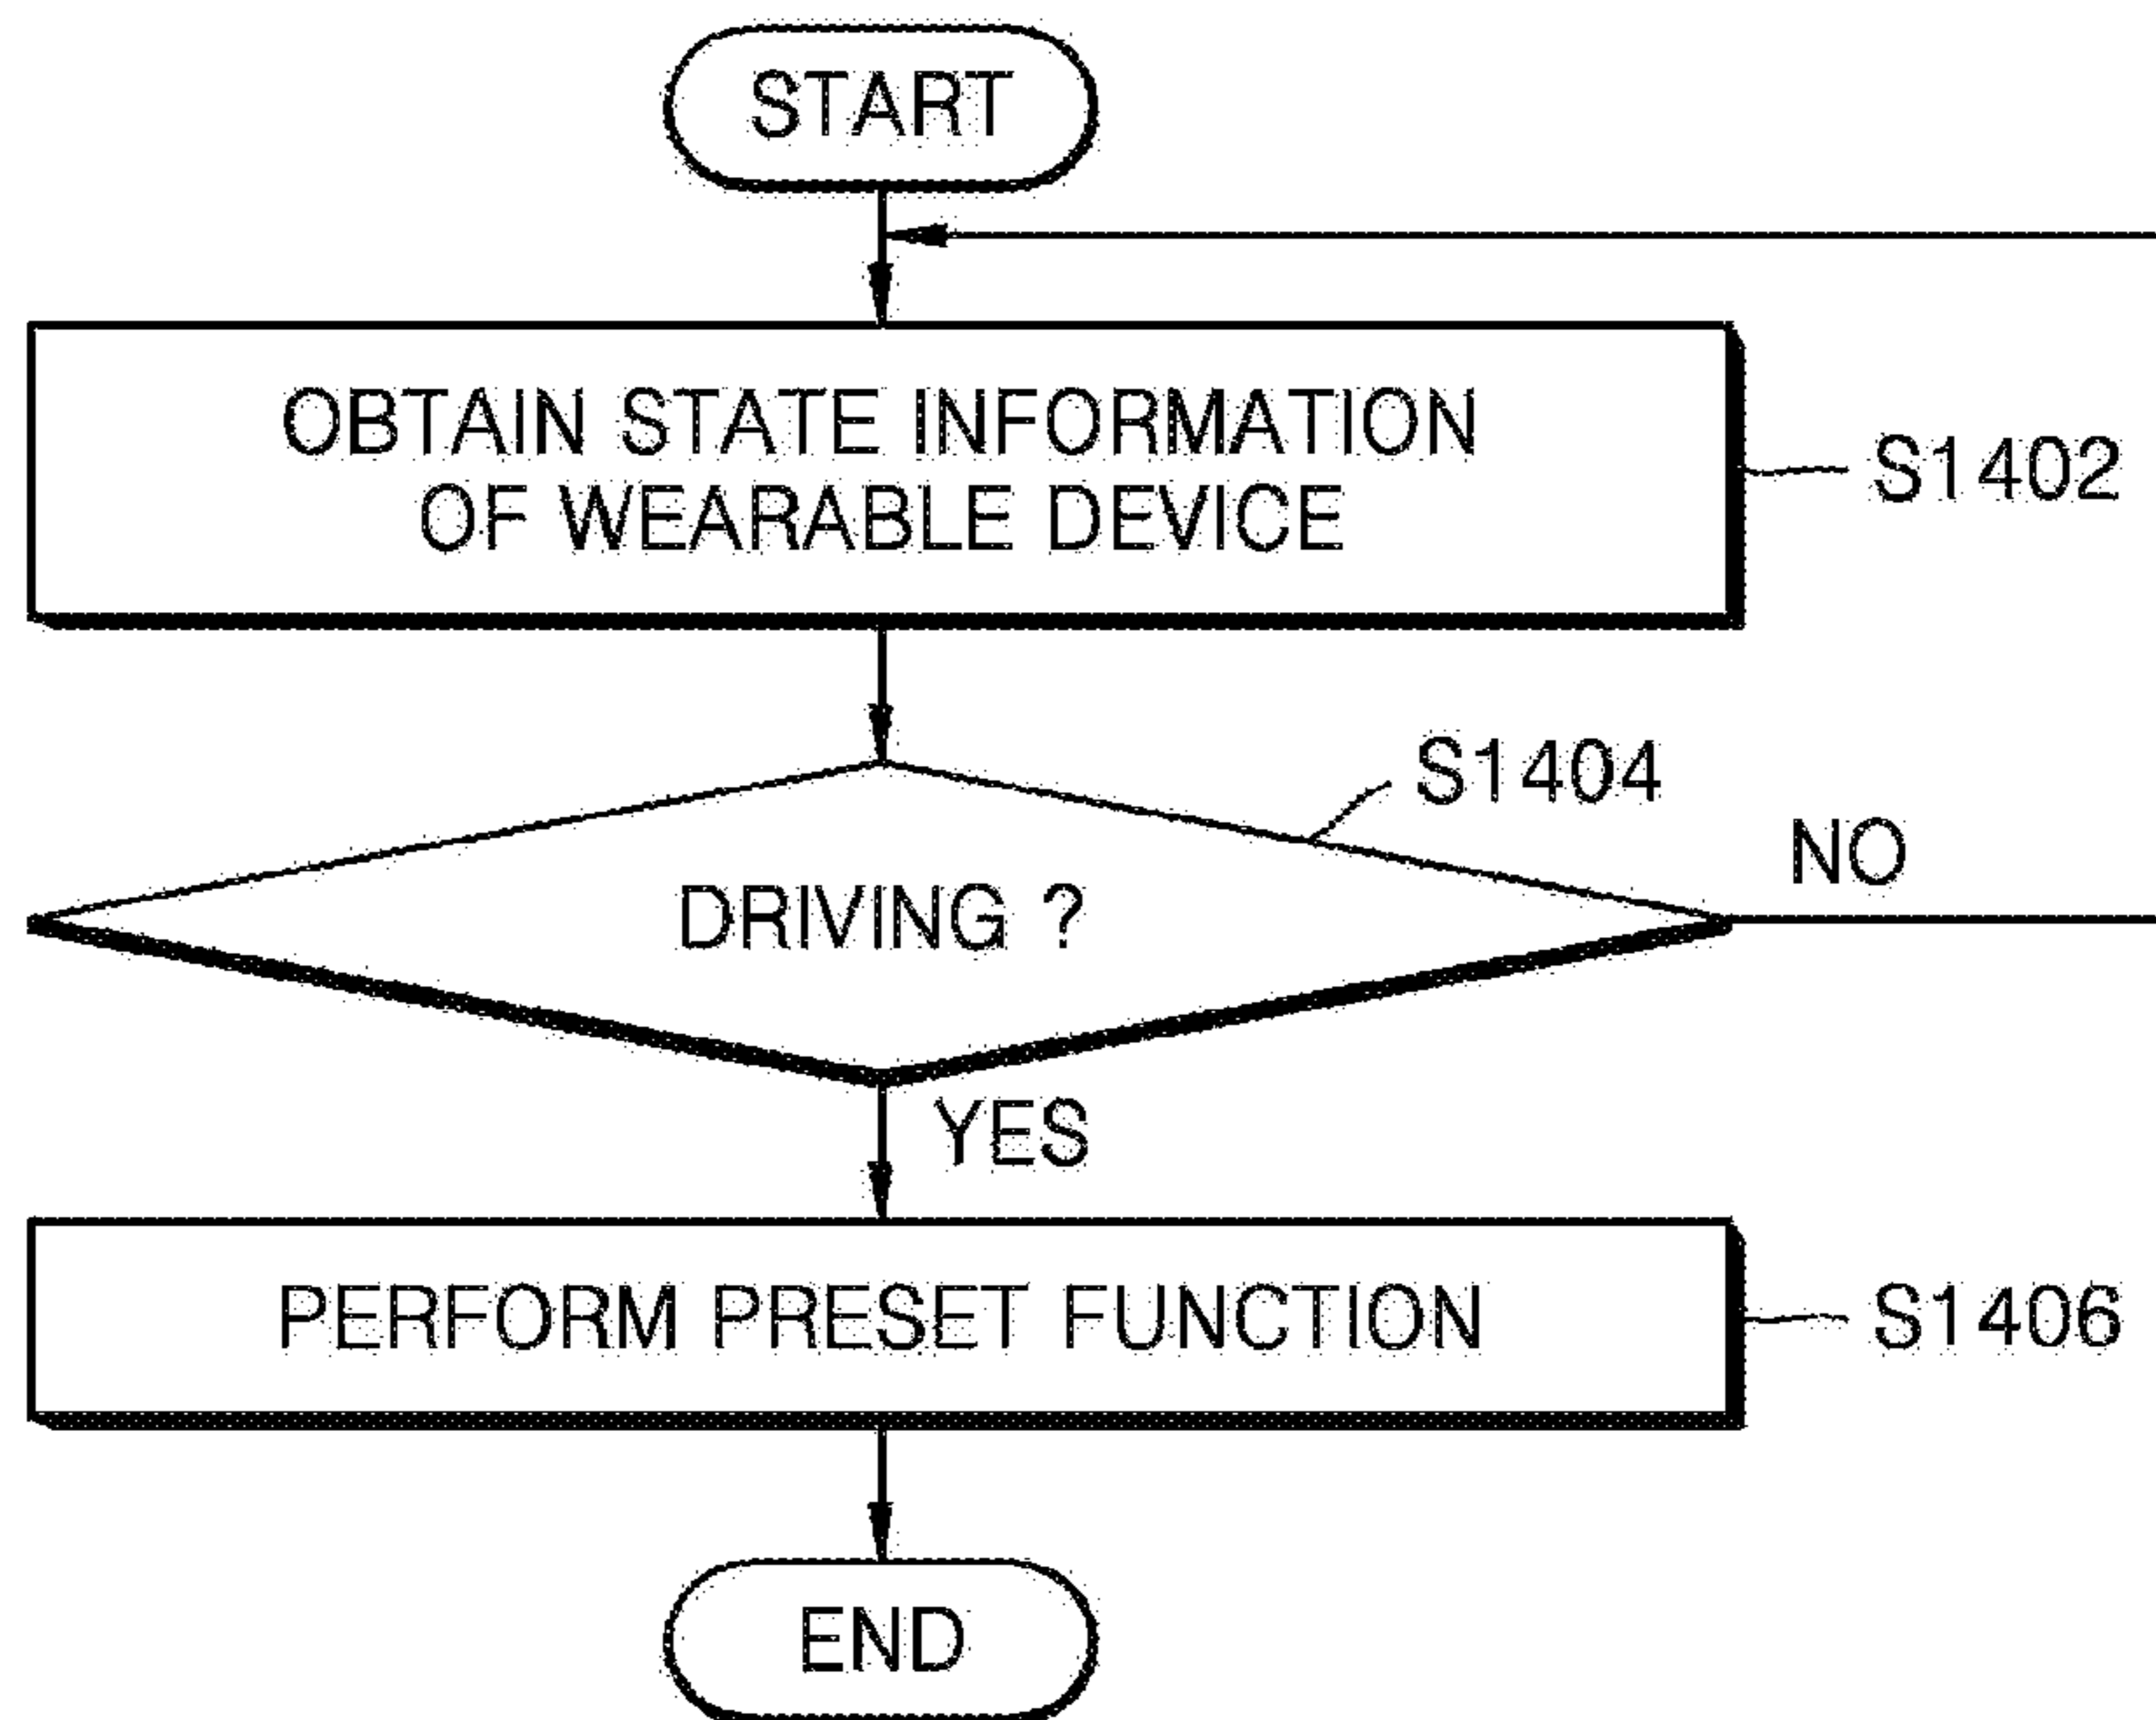 START
OBTAIN STATE INFORMATION
OF WEARABLE DEVICE
S1402
S1404
NO
DRIVING ?
YES
PERFORM PRESET FUNCTION
S1406
END